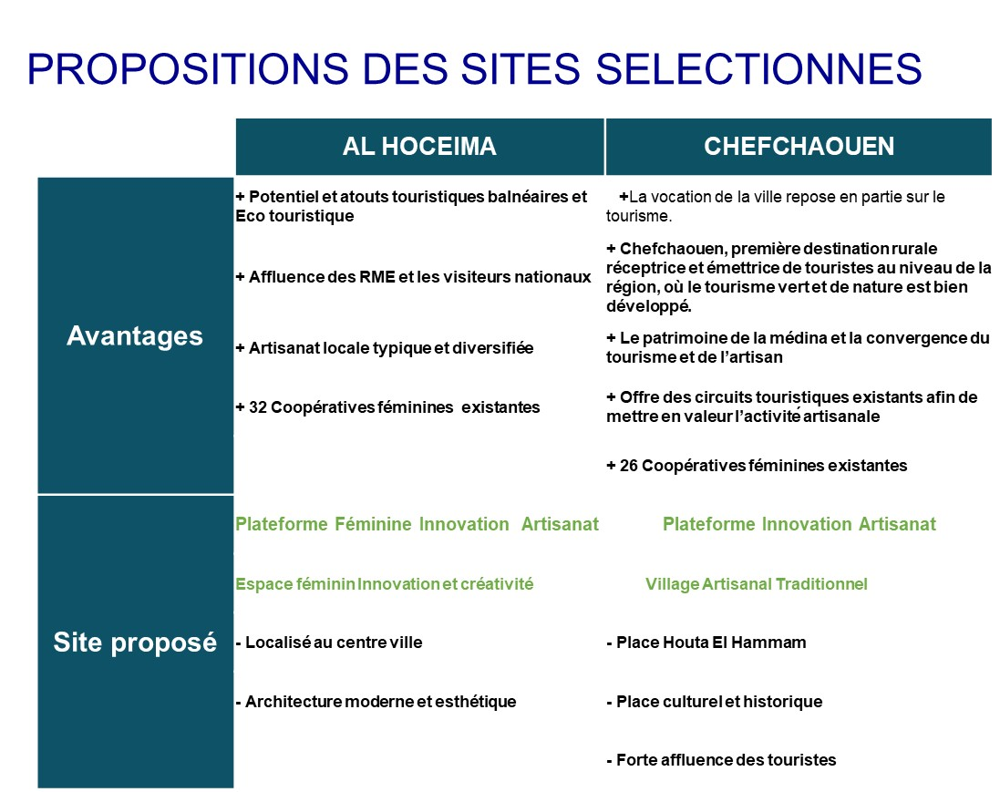 PROPOSITIONS DES SITES SELECTIONNES
AL HOCEIMA
CHEFCHAOUEN
Avantages
+ Potentiel et atouts touristiques balnéaires et
Eco touristique
+La vocation de la ville repose en partie sur le
tourisme.
+ Affluence des RME et les visiteurs nationaux
+ Chefchaouen, première destination rurale
réceptrice et émettrice de touristes au niveau de la
région, où le tourisme vert et de nature est bien
développé.
+ Artisanat locale typique et diversifiée
+ Le patrimoine de la médina et la convergence du
tourisme et de l’artisan
+ 32 Coopératives féminines existantes
+ Offre des circuits touristiques existants afin de
mettre en valeur l’activité artisanale
+ 26 Coopératives féminines existantes
Site proposé
Plateforme Féminine Innovation Artisanat
Plateforme Innovation Artisanat
Espace féminin Innovation et créativité
Village Artisanal Traditionnel
- Localisé au centre ville
- Place Houta El Hammam
- Architecture moderne et esthétique
- Place culturel et historique
- Forte affluence des touristes